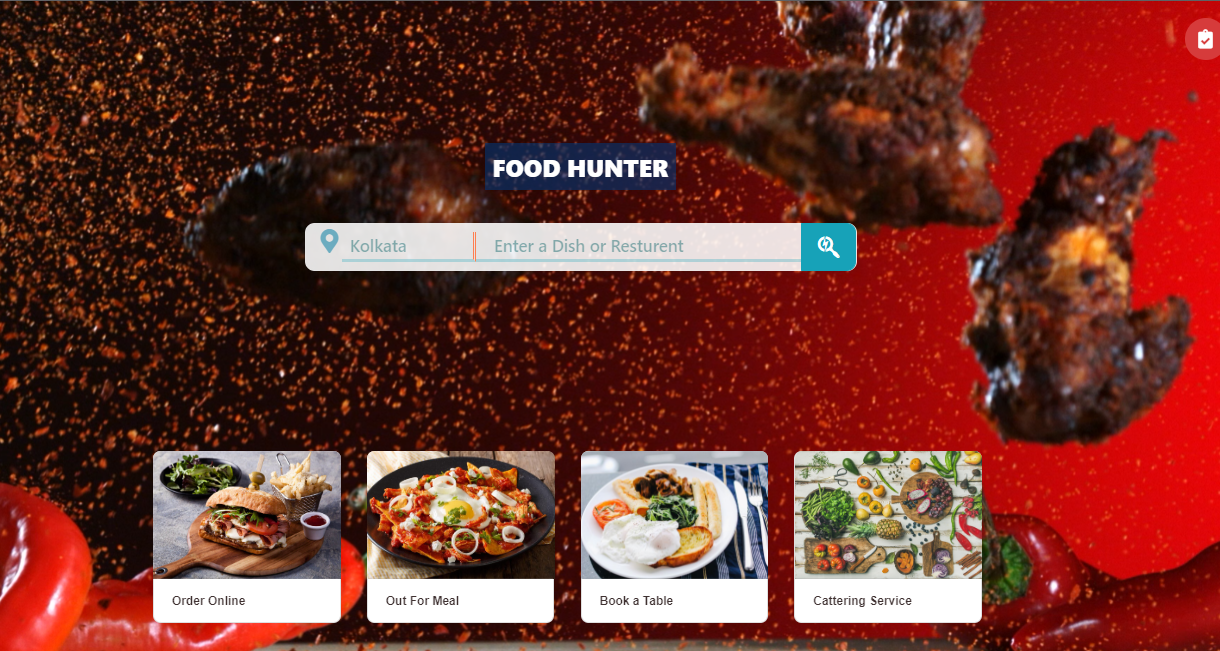 FOOD HUNTER
Kolkata
Enter a Dish or Resturent
Order Online
Out For Meal
Book a Table
Cattering Service